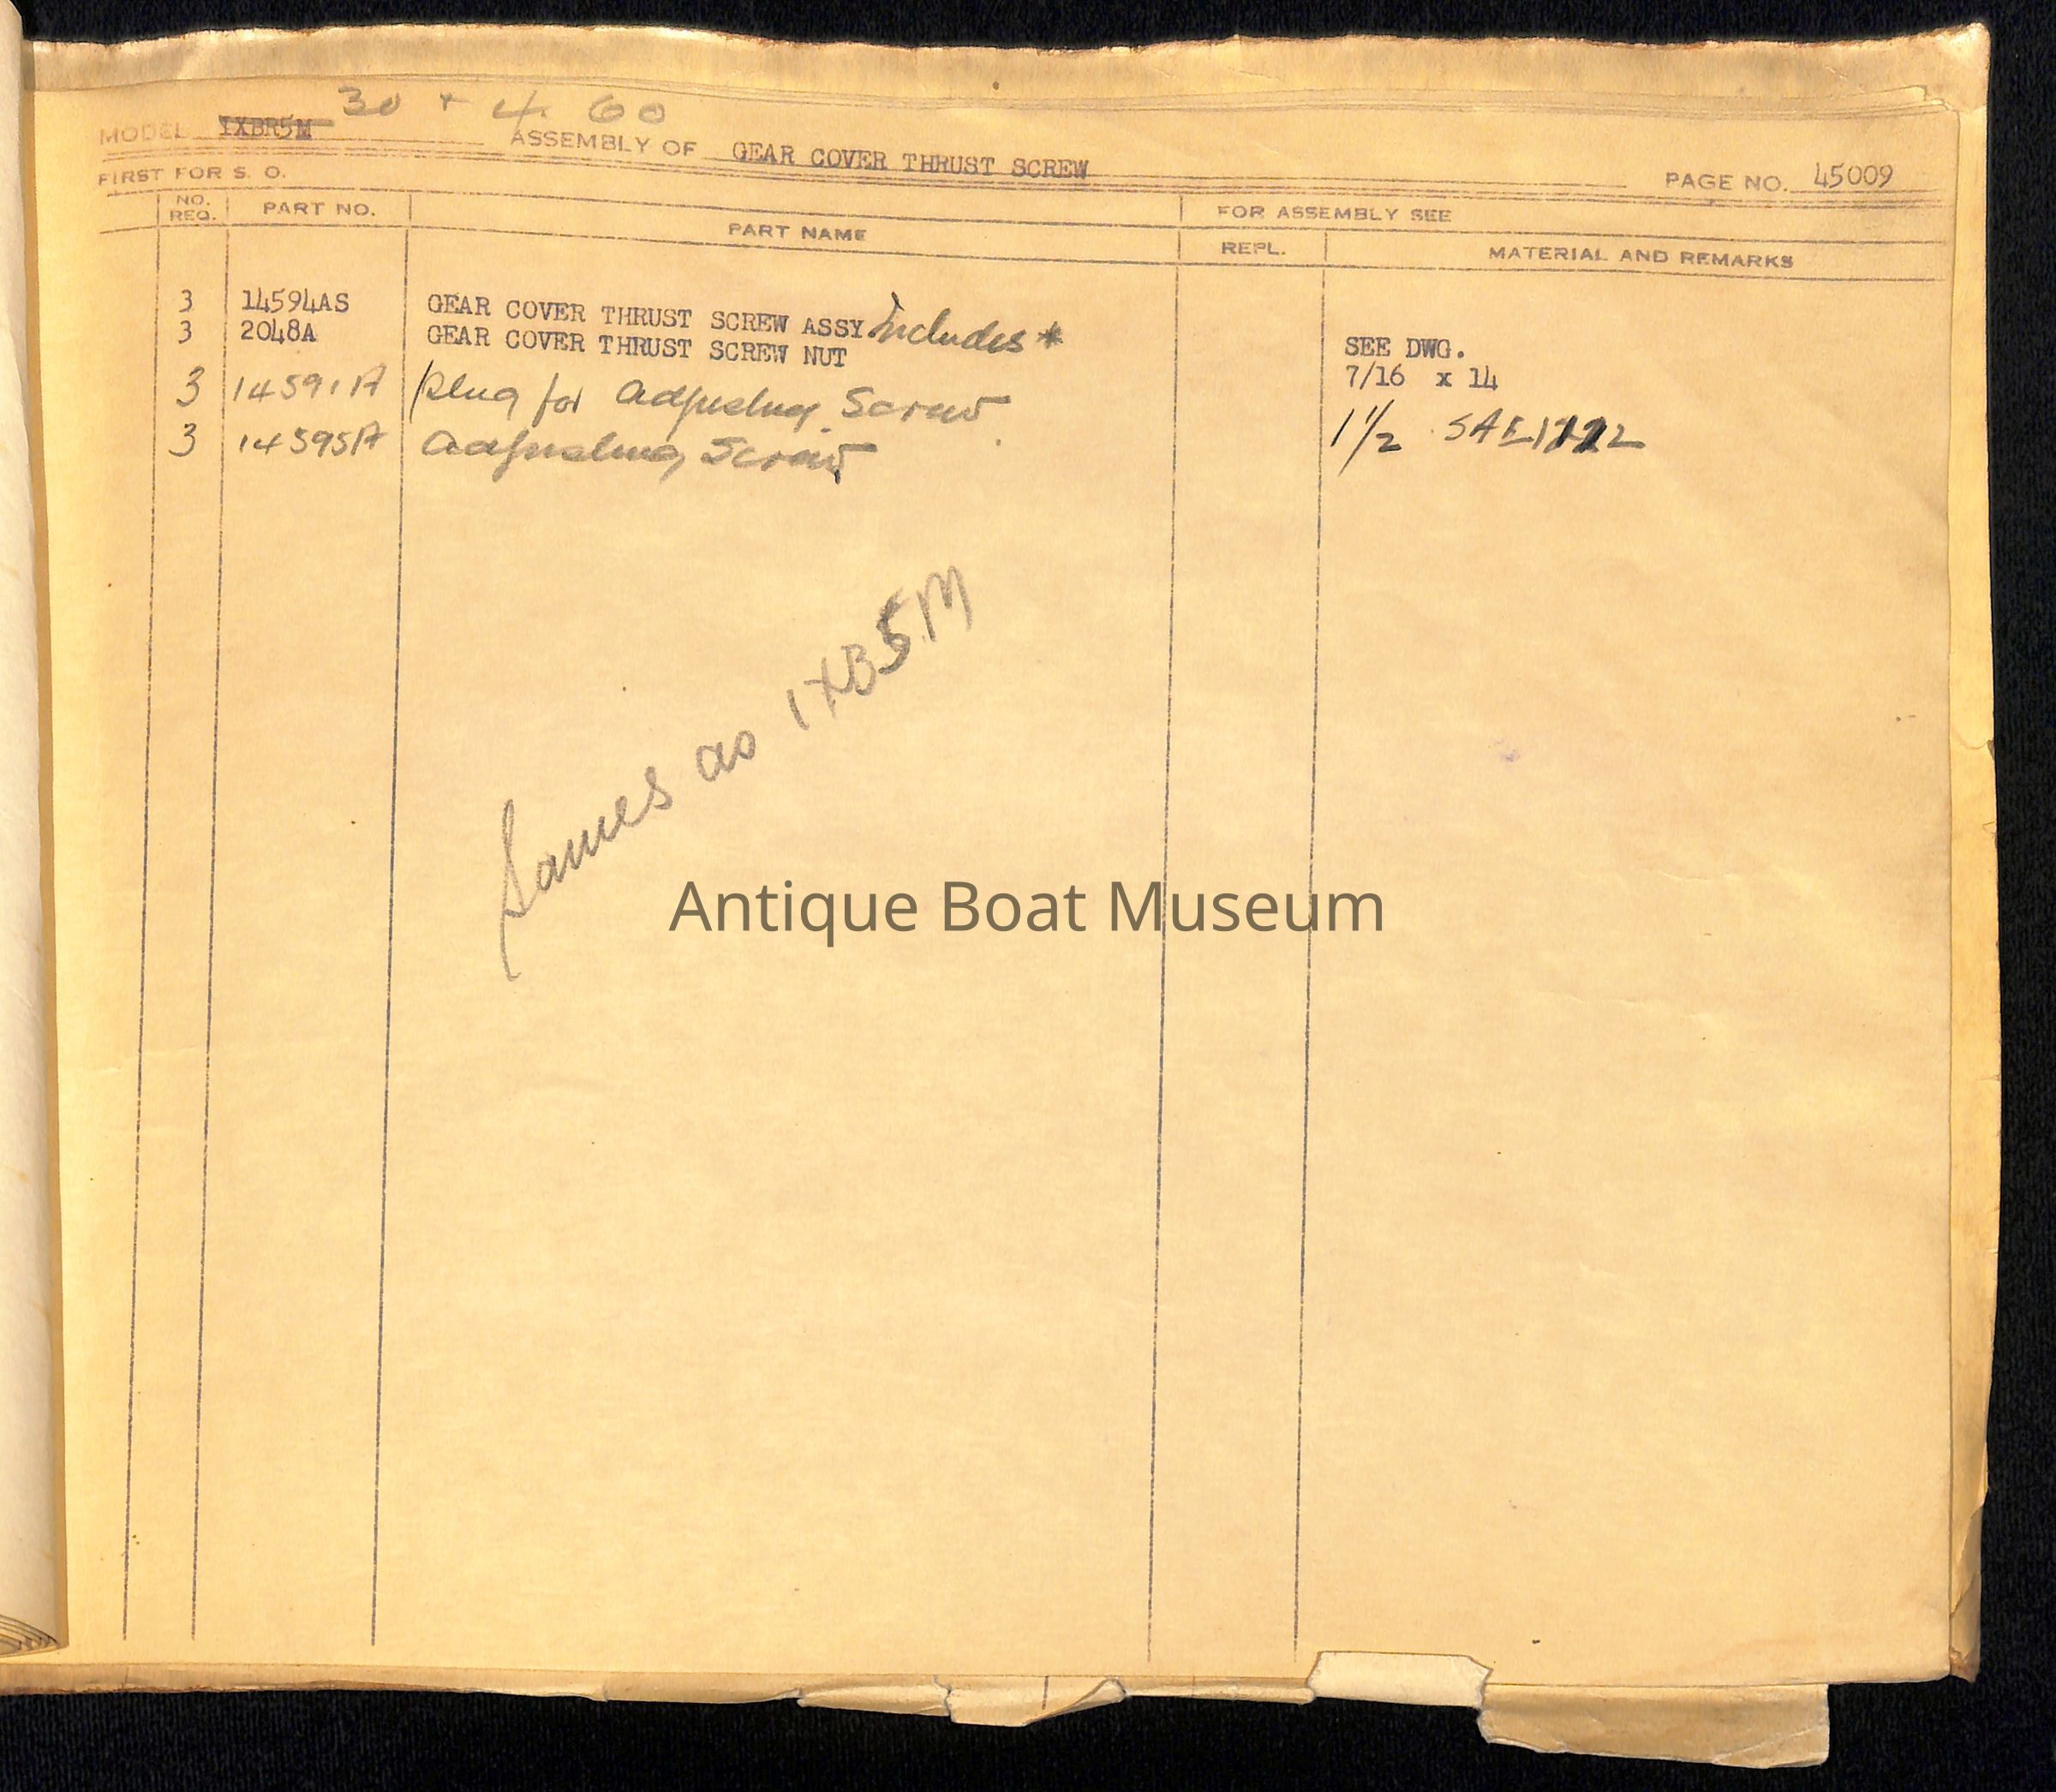 30 + 4. 60
MODEL IXBR5M ASSEMBLY OF GEAR COVER THRUST SCREW
FIRST FOR S. O. PAGE NO. 45009
NO. REQ. PART NO. PART NAME FOR ASSEMBLY SEE
REPL. MATERIAL AND REMARKS
3 14594AS GEAR COVER THRUST SCREW ASSY. Includes * SEE DWG.
3 2048A GEAR COVER THRUST SCREW NUT 7/16 x 14
3 14591A Plug for Adjusting Screw 1 1/2 SAE
3 14595A Adjusting Screw
Sames as 1XB5M
Antique Boat Museum